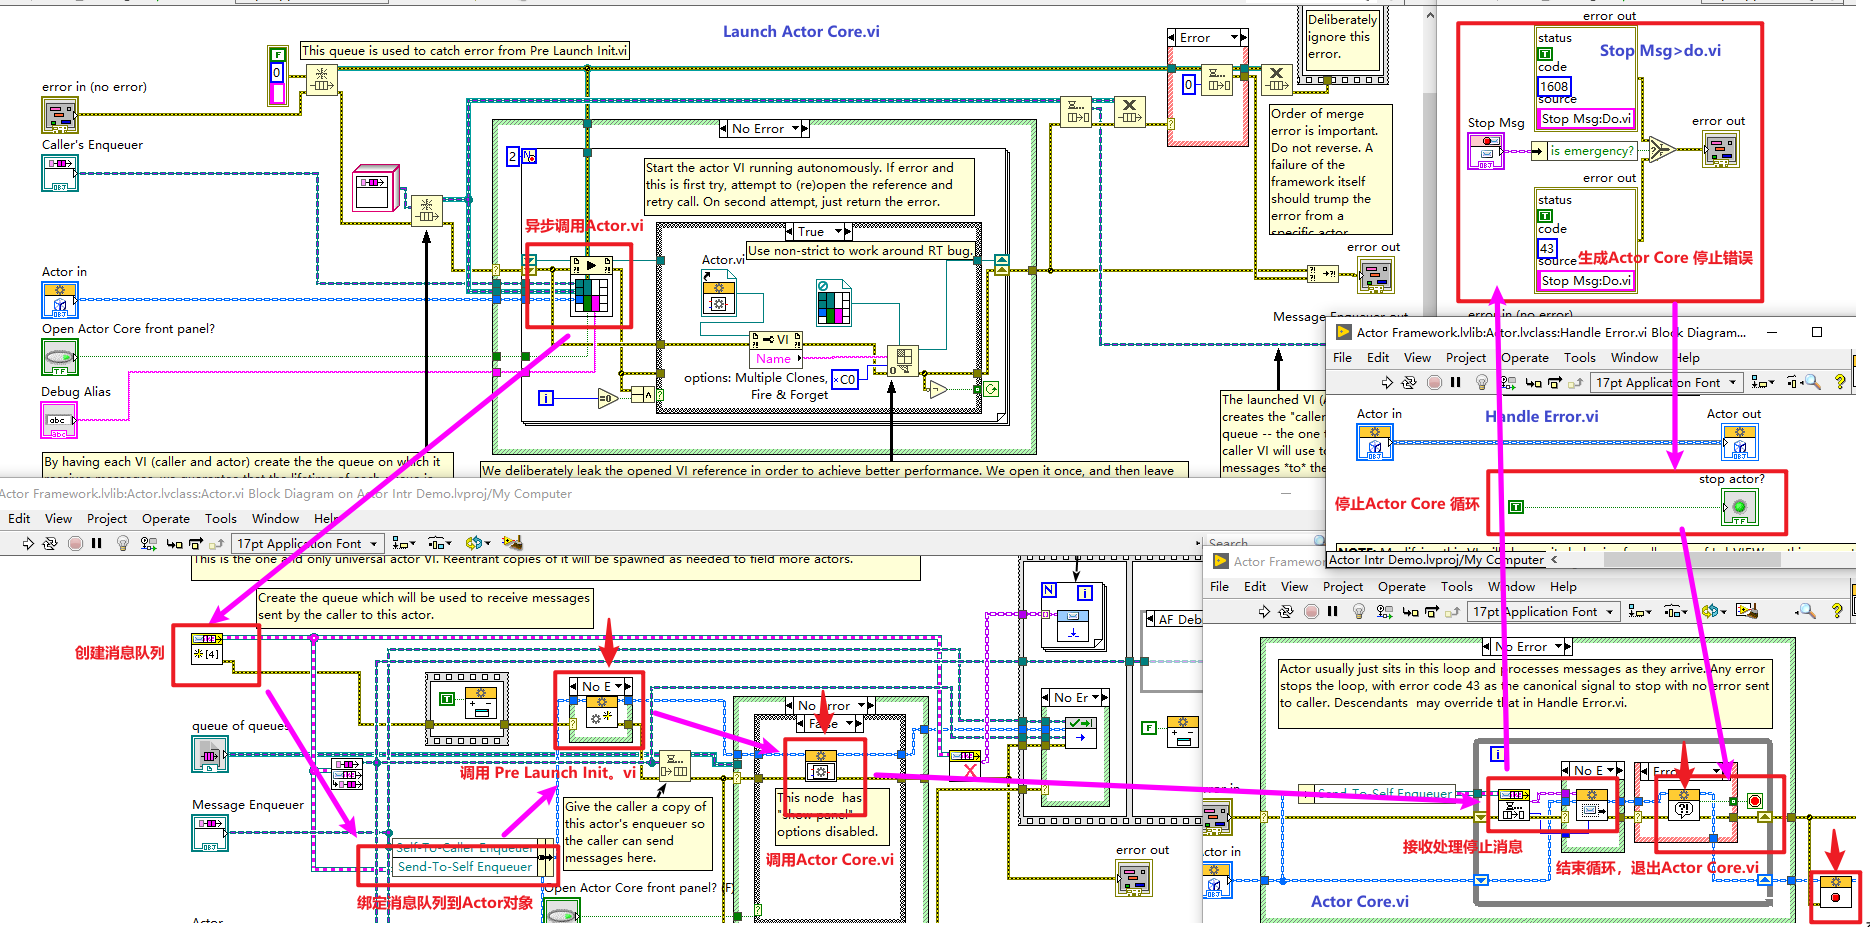 Launch Actor Core.vi
This queue is used to catch error from Pre Launch Init.vi
F
0
error in (no error)
Caller's Enqueuer
OBJ
Actor in
OBJ
Open Actor Core front panel?
TF
Debug Alias
abc
abc
By having each VI (caller and actor) create the the queue on which it
No Error
2
N
Start the actor VI running autonomously. If error and
this is first try, attempt to (re)open the reference and
retry call. On second attempt, just return the error.
异步调用Actor.vi
True
Use non-strict to work around RT bug.
Actor.vi
VI
Name
options: Multiple Clones,
Fire & Forget
xC0
i
=0
We deliberately leak the opened VI reference in order to achieve better performance. We open it once, and then leave
Error
0
Deliberately
ignore this
error.
Order of merge
error is important.
Do not reverse. A
failure of the
framework itself
should trump the
error from a
specific actor
error out
OBJ
The launched VI (
creates the "caller
queue -- the one
caller VI will use to
messages *to* the
error out
status
T
code
1608
source
Stop Msg:Do.vi
Stop Msg>do.vi
Stop Msg
OBJ
is emergency?
error out
error out
status
T
code
43
source
Stop Msg:Do.vi
生成Actor Core 停止错误
error in (no error)
Actor Framework.lvlib:Actor.lvclass:Handle Error.vi Block Diagram...
File Edit View Project Operate Tools Window Help
17pt Application Font
Actor in
OBJ
Handle Error.vi
Actor out
OBJ
停止Actor Core 循环
stop actor?
T
TF
Actor Intr Demo.lvproj/My Computer
Actor Framework.lvlib:Actor.lvclass:Actor.vi Block Diagram on Actor Intr Demo.lvproj/My Computer
Edit View Project Operate Tools Window Help
17pt Application Font
Search
This is the one and only universal actor VI. Reentrant copies of it will be spawned as needed to field more actors.
Create the queue which will be used to receive messages
sent by the caller to this actor.
创建消息队列
[4]
queue of queues
Message Enqueuer
OBJ
T
No E
调用 Pre Launch Init。vi
Self-To-Caller Enqueuer
Send-To-Self Enqueuer
绑定消息队列到Actor对象
Give the caller a copy of
this actor's enqueuer so
the caller can send
messages here.
Open Actor Core front panel?
No Error
False
This node has
"show panel"
options disabled.
调用Actor Core.vi
N
i
No Er
AF Deb
F
error out
Actor Framework
File Edit View Project Operate Tools Window Help
17pt Application Font
No Error
Actor usually just sits in this loop and processes messages as they arrive. Any error
stops the loop, with error code 43 as the canonical signal to stop with no error sent
to caller. Descendants may override that in Handle Error.vi.
i
No E
Send-To-Self Enqueuer
接收处理停止消息
结束循环，退出Actor Core.vi
Actor in
OBJ
Actor Core.vi